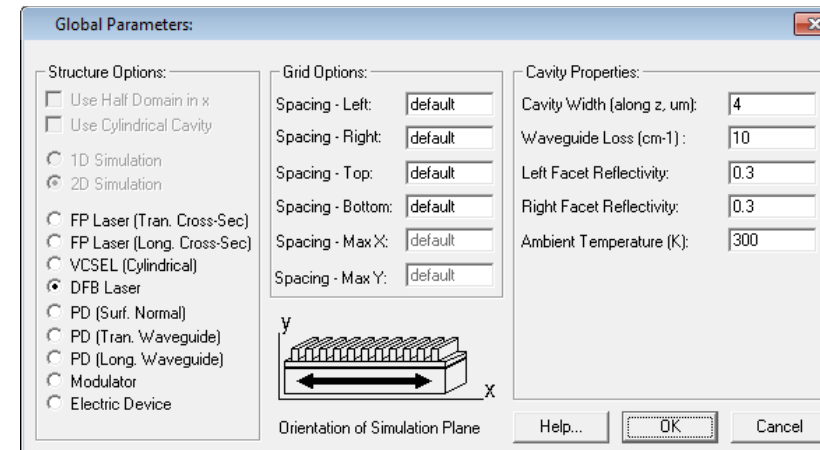 Global Parameters:
Structure Options:
Use Half Domain in x
Use Cylindrical Cavity
1D Simulation
2D Simulation
FP Laser (Tran. Cross-Sec)
FP Laser (Long. Cross-Sec)
VCSEL (Cylindrical)
DFB Laser
PD (Surf. Normal)
PD (Tran. Waveguide)
PD (Long. Waveguide)
Modulator
Electric Device
Grid Options:
Spacing - Left: default
Spacing - Right: default
Spacing - Top: default
Spacing - Bottom: default
Spacing - Max X: default
Spacing - Max Y: default
y
x
Orientation of Simulation Plane
Cavity Properties:
Cavity Width (along z, um): 4
Waveguide Loss (cm-1) : 10
Left Facet Reflectivity: 0.3
Right Facet Reflectivity: 0.3
Ambient Temperature (K): 300
Help... OK Cancel